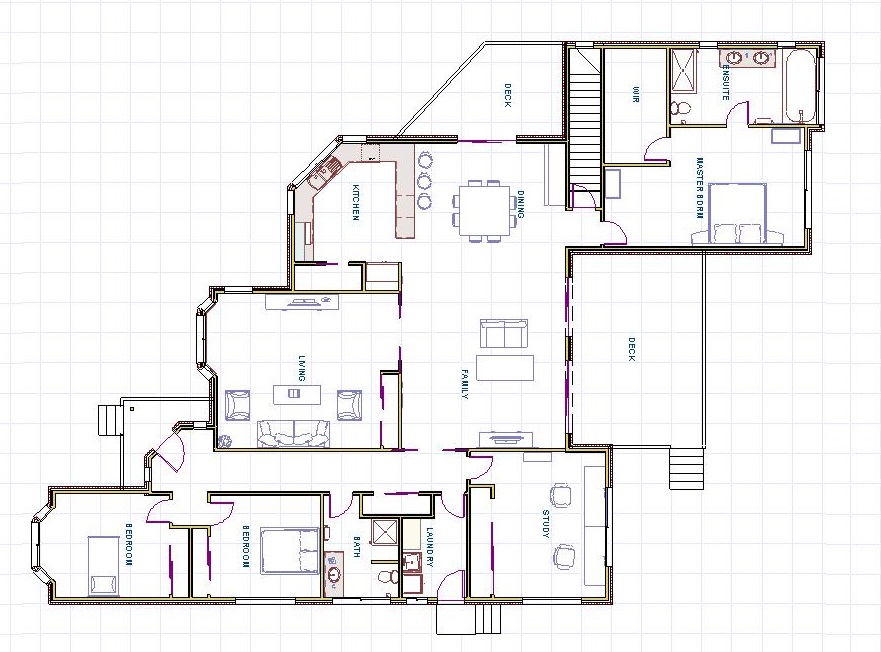 DECK
WIR
ENSUITE
KITCHEN
DINING
MASTER BDRM
LIVING
FAMILY
DECK
BEDROOM
BEDROOM
BATH
LAUNDRY
STUDY